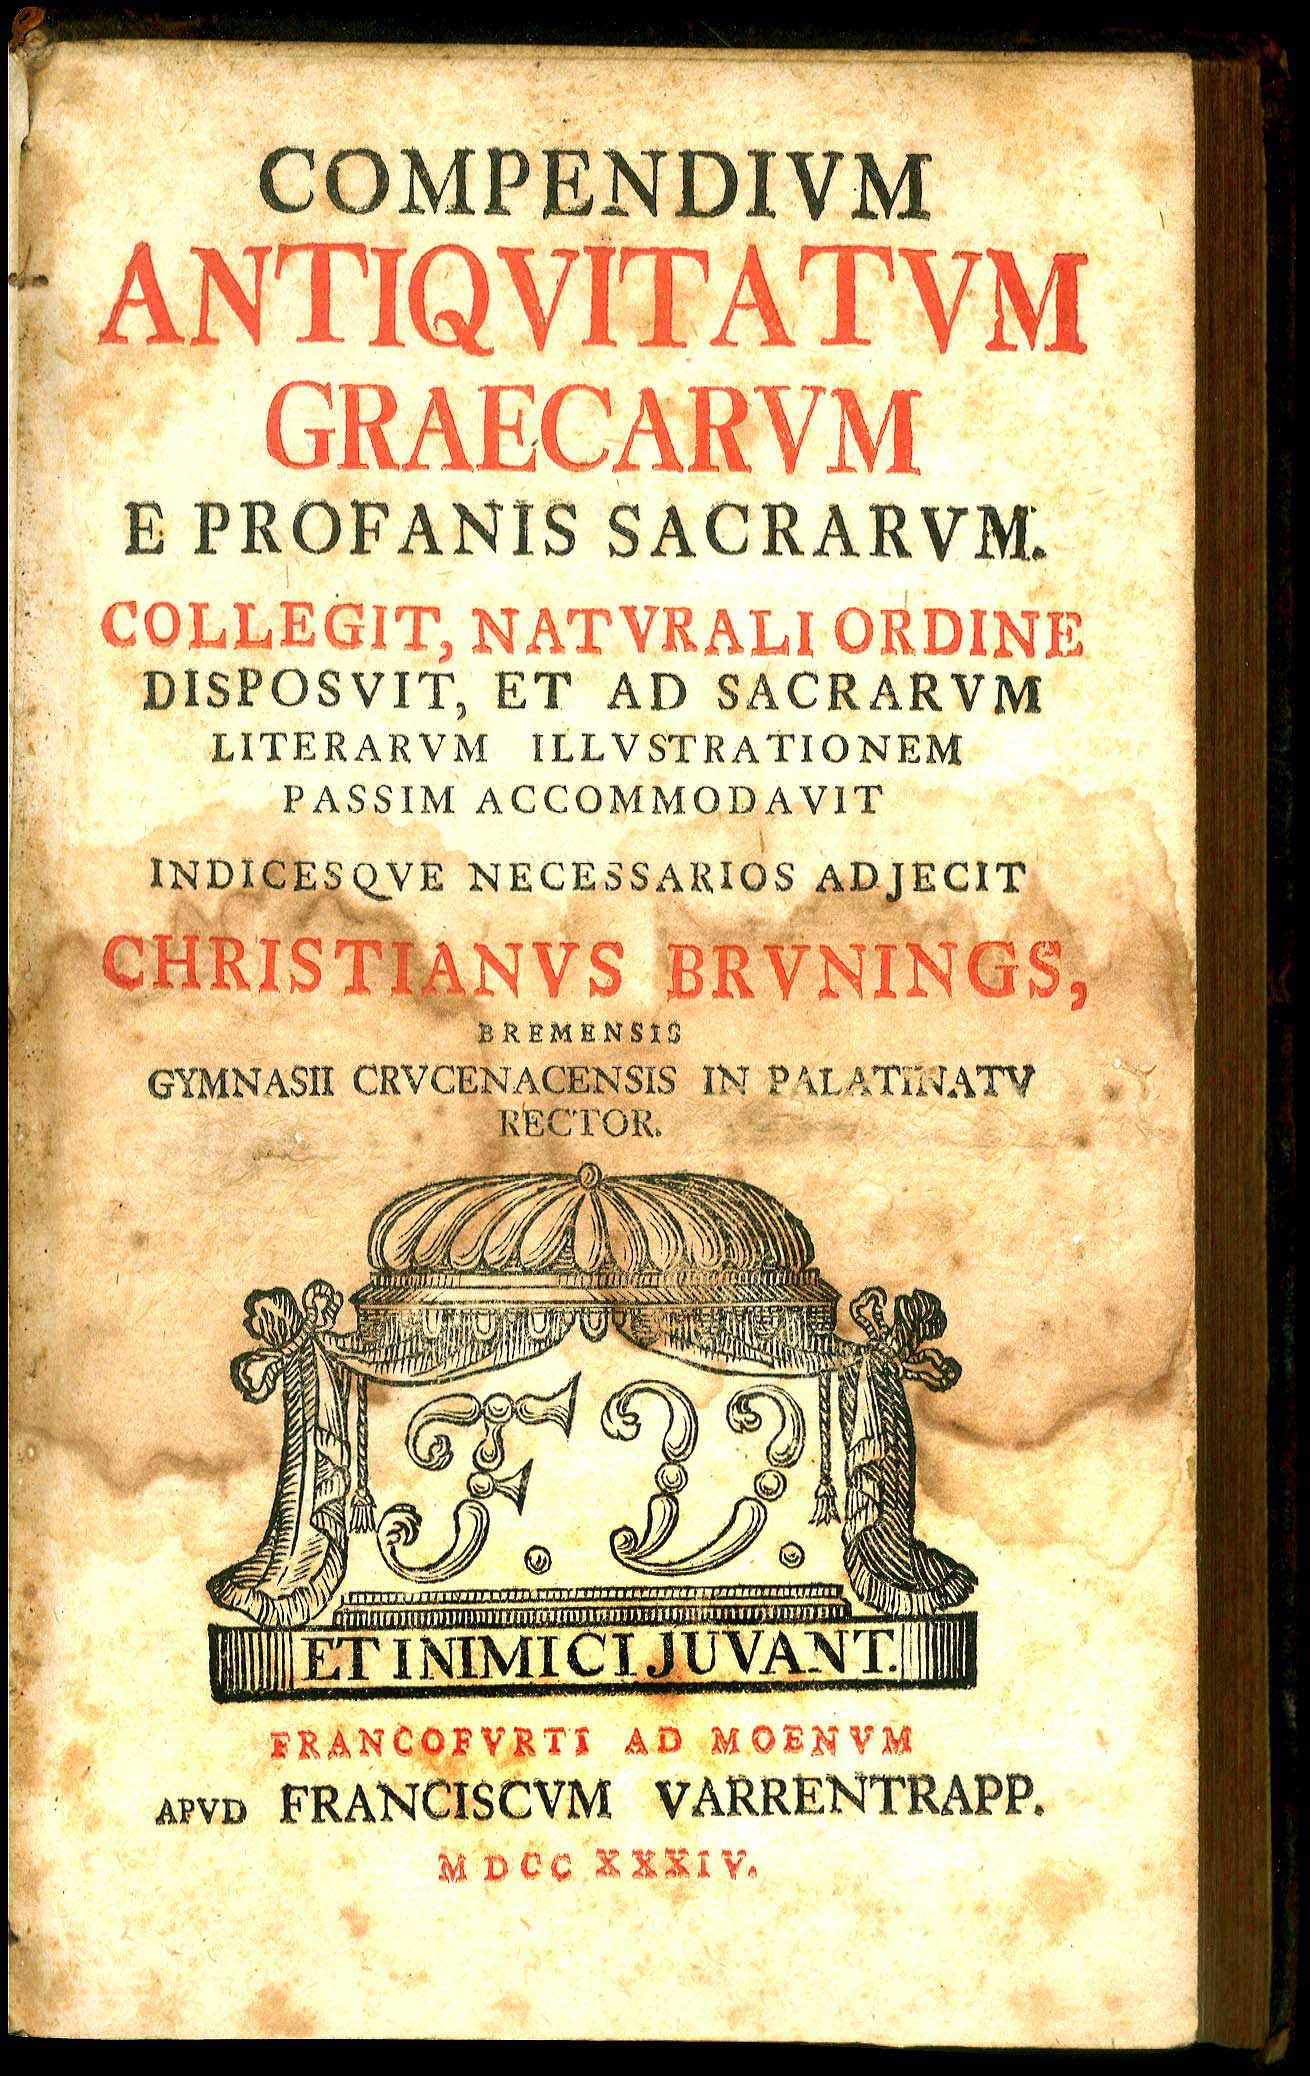 COMPENDIVM
ANTIQVITATVM
GRAECARVM
E PROFANIS SACRARVM.
COLLEGIT, NATVRALI ORDINE
DISPOSVIT, ET AD SACRARVM
LITERARVM ILLVSTRATIONEM
PASSIM ACCOMMODAVIT
INDICESQVE NECESSARIOS ADJECIT
CHRISTIANVS BRVNINGS,
BREMENSIS
GYMNASII CRVCENACENSIS IN PALATINATV
RECTOR.
F. V.
ET INIMICI JUVANT.
FRANCOFVRTI AD MOENVM
APVD FRANCISCVM VARRENTRAPP.
MDCC XXXIV.